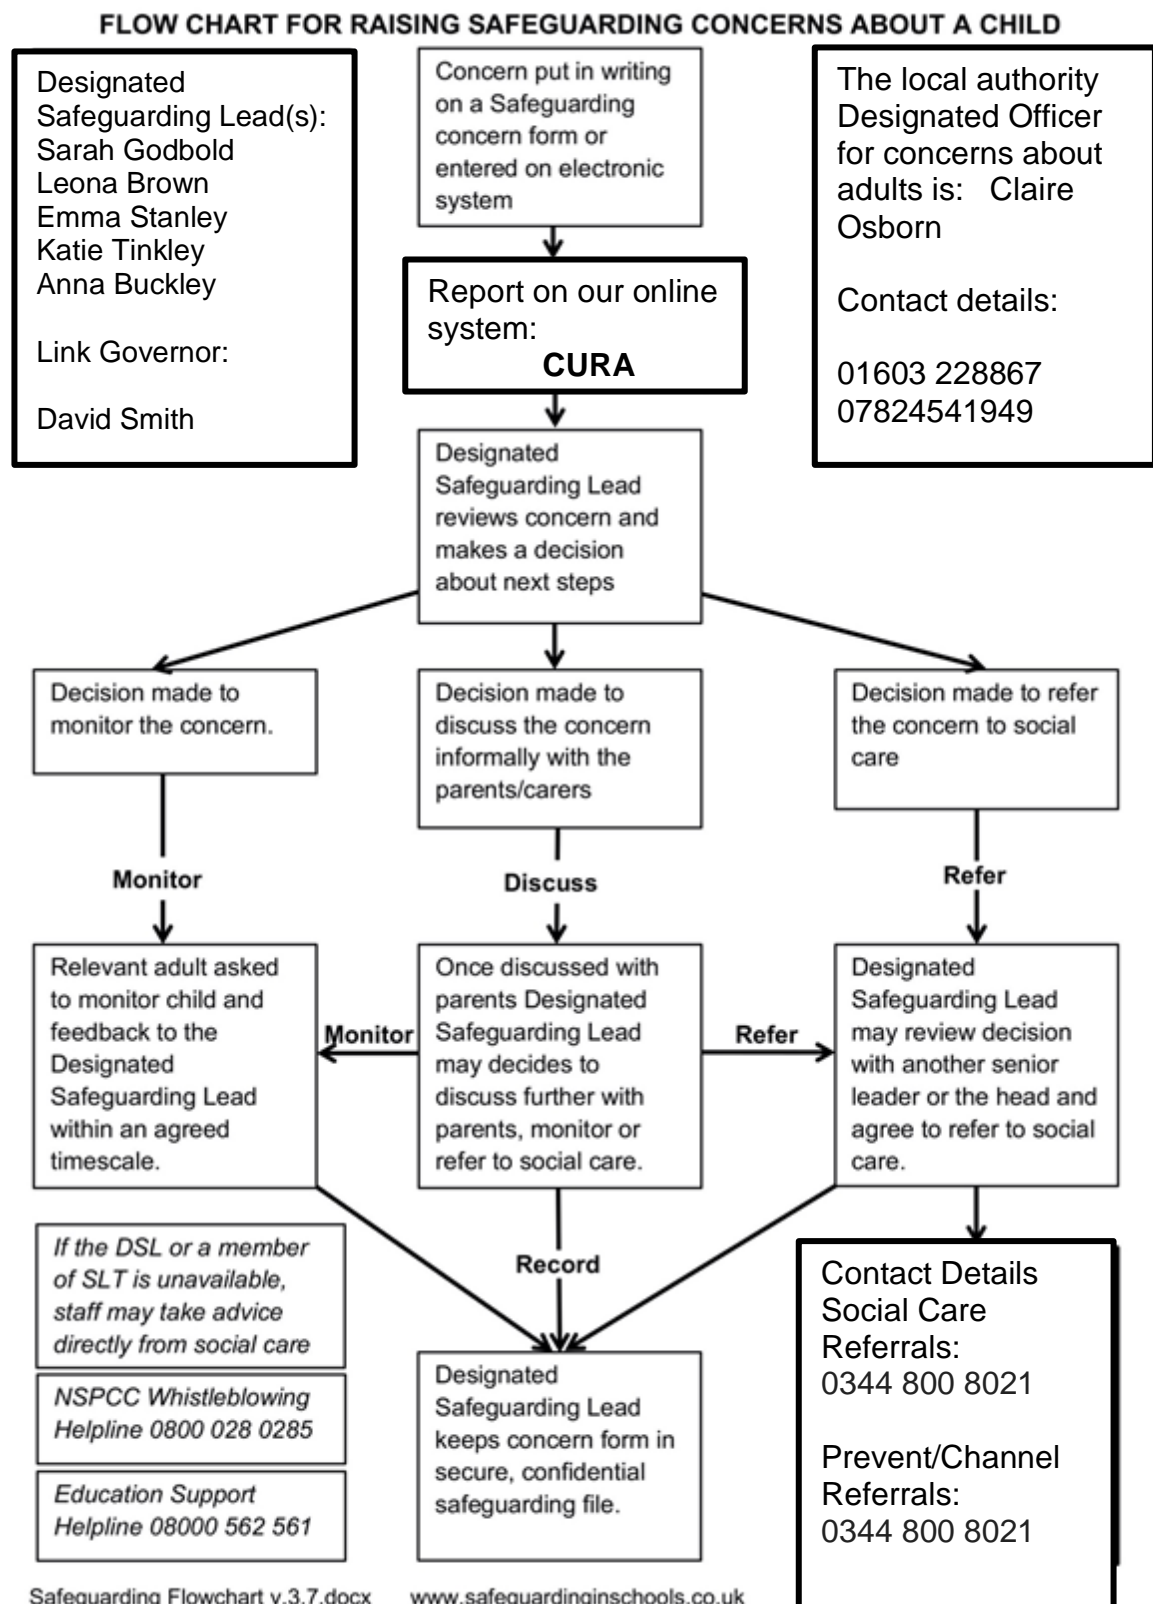 FLOW CHART FOR RAISING SAFEGUARDING CONCERNS ABOUT A CHILD
Designated
Safeguarding Lead(s):
Sarah Godbold
Leona Brown
Emma Stanley
Katie Tinkley
Anna Buckley
Link Governor:
David Smith
Concern put in writing
on a Safeguarding
concern form or
entered on electronic
system
The local authority
Designated Officer
for concerns about
adults is: Claire
Osborn
Contact details:
01603 228867
07824541949
Report on our online
system:
CURA
Designated
Safeguarding Lead
reviews concern and
makes a decision
about next steps
Decision made to
monitor the concern.
Decision made to
discuss the concern
informally with the
parents/carers
Decision made to refer
the concern to social
care
Monitor
Discuss
Refer
Relevant adult asked
to monitor child and
feedback to the
Designated
Safeguarding Lead
within an agreed
timescale.
Monitor
Once discussed with
parents Designated
Safeguarding Lead
may decides to
discuss further with
parents, monitor or
refer to social care.
Refer
Designated
Safeguarding Lead
may review decision
with another senior
leader or the head and
agree to refer to social
care.
If the DSL or a member
of SLT is unavailable,
staff may take advice
directly from social care
NSPCC Whistleblowing
Helpline 0800 028 0285
Education Support
Helpline 08000 562 561
Record
Designated
Safeguarding Lead
keeps concern form in
secure, confidential
safeguarding file.
Contact Details
Social Care
Referrals:
0344 800 8021
Prevent/Channel
Referrals:
0344 800 8021
Safeguarding Flowchart v.3.7.docx
www.safeguardinginschools.co.uk